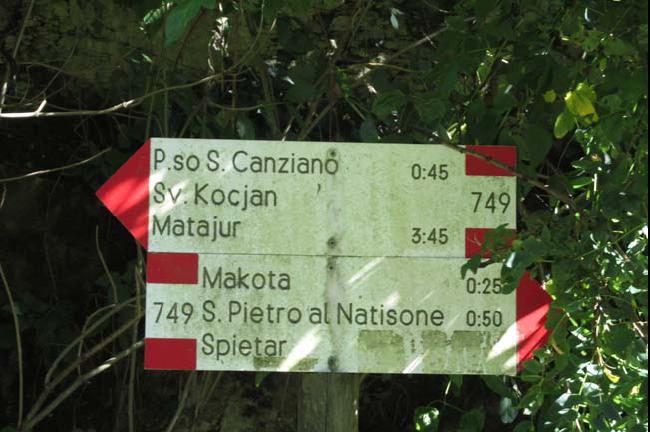 P.so S. Canziano 0:45
Sv. Kocjan 749
Matajur 3:45
Makota 0:25
749 S. Pietro al Natisone 0:50
Spietar